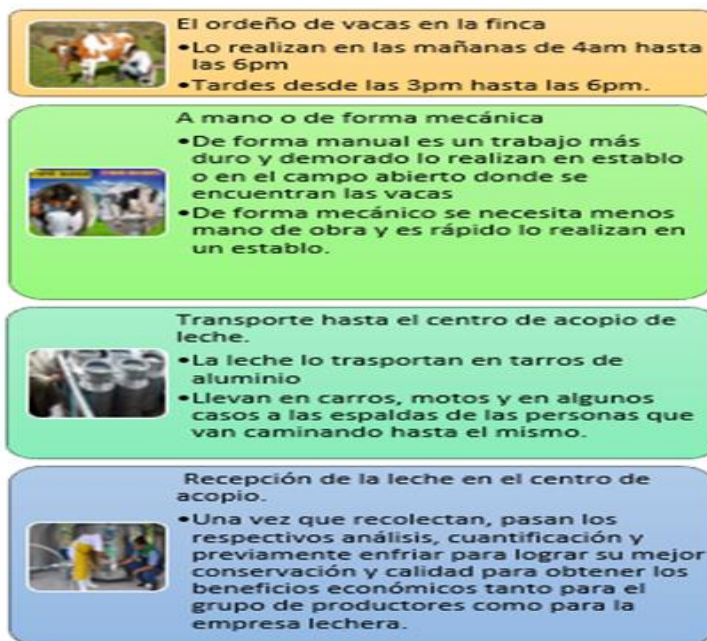 El ordeño de vacas en la finca
•Lo realizan en las mañanas de 4am hasta
las 6pm
•Tardes desde las 3pm hasta las 6pm.
A mano o de forma mecánica
•De forma manual es un trabajo más
duro y demorado lo realizan en establo
o en el campo abierto donde se
encuentran las vacas
•De forma mecánico se necesita menos
mano de obra y es rápido lo realizan en
un establo.
Transporte hasta el centro de acopio de
leche.
•La leche lo trasportan en tarros de
aluminio
•Llevan en carros, motos y en algunos
casos a las espaldas de las personas que
van caminando hasta el mismo.
Recepción de la leche en el centro de
acopio.
•Una vez que recolectan, pasan los
respectivos análisis, cuantificación y
previamente enfriar para lograr su mejor
conservación y calidad para obtener los
beneficios económicos tanto para el
grupo de productores como para la
empresa lechera.